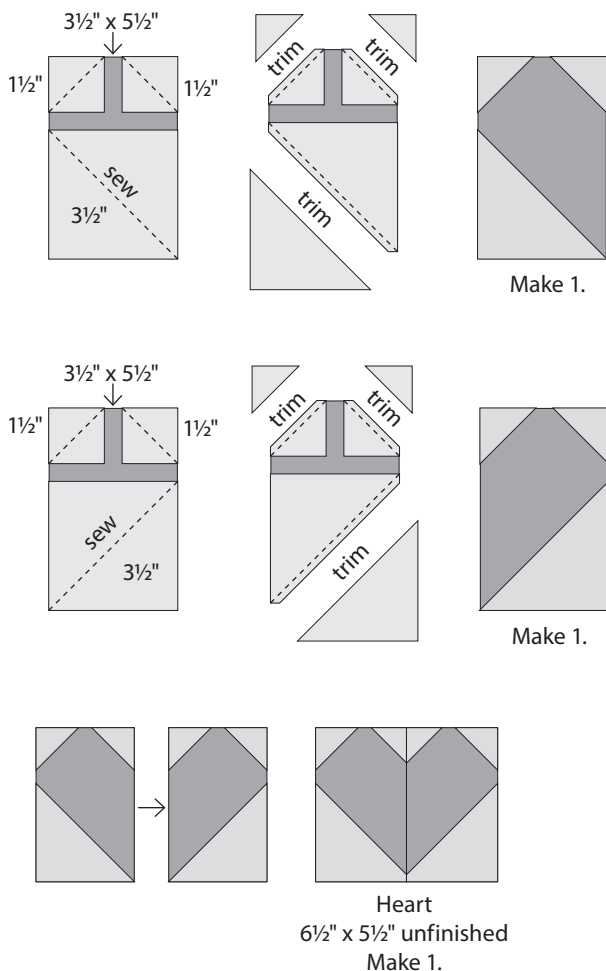 3½" x 5½"
1½"
1½"
sew
3½"
trim
trim
trim
Make 1.
3½" x 5½"
1½"
1½"
sew
3½"
trim
trim
trim
Make 1.
Heart
6½" x 5½" unfinished
Make 1.